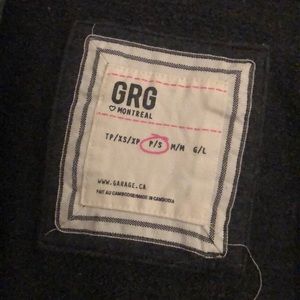 GRG
♡ MONTREAL
TP/XS/XP P/S M/M G/L
WWW.GARAGE.CA
FAIT AU CAMBODGE/MADE IN CAMBODIA